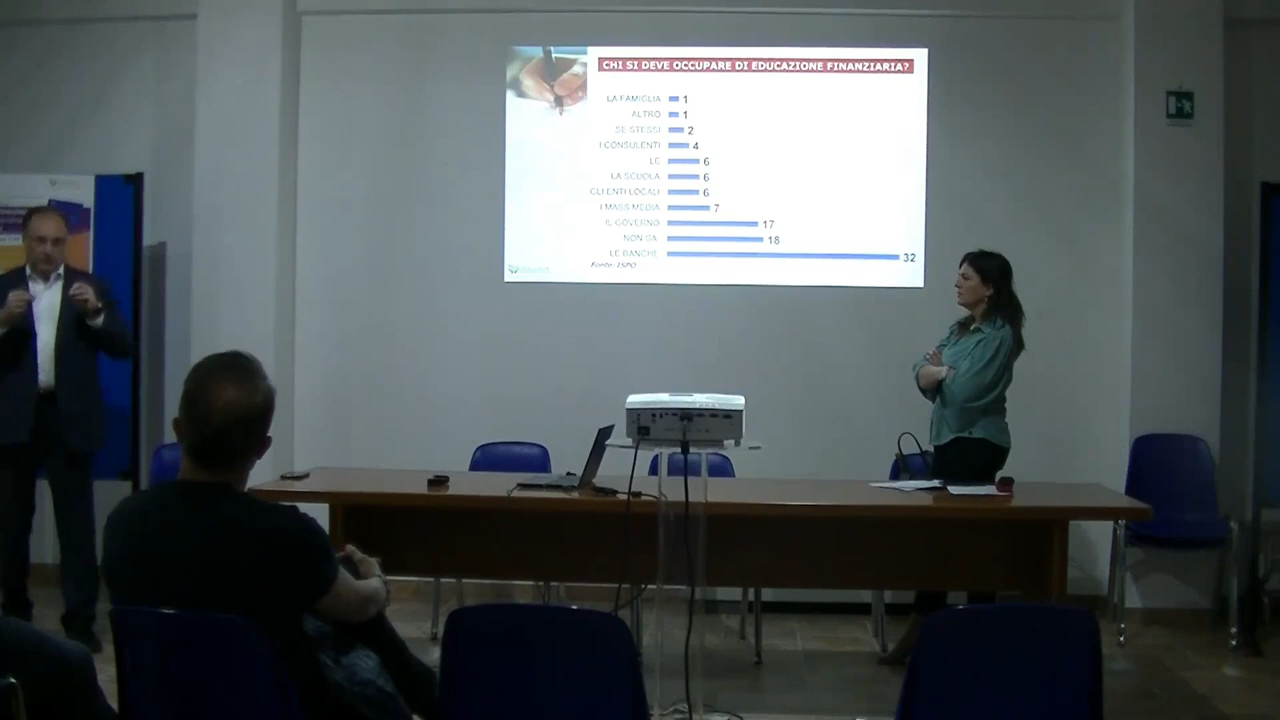 CHI SI DEVE OCCUPARE DI EDUCAZIONE FINANZIARIA?
LA FAMIGLIA 1
ALTRO 1
SE STESSI 2
I CONSULENTI 4
LE 6
LA SCUOLA 6
GLI ENTI LOCALI 6
I MASS MEDIA 7
IL GOVERNO 17
NON SA 18
LE BANCHE 32
Fonte: ISPO